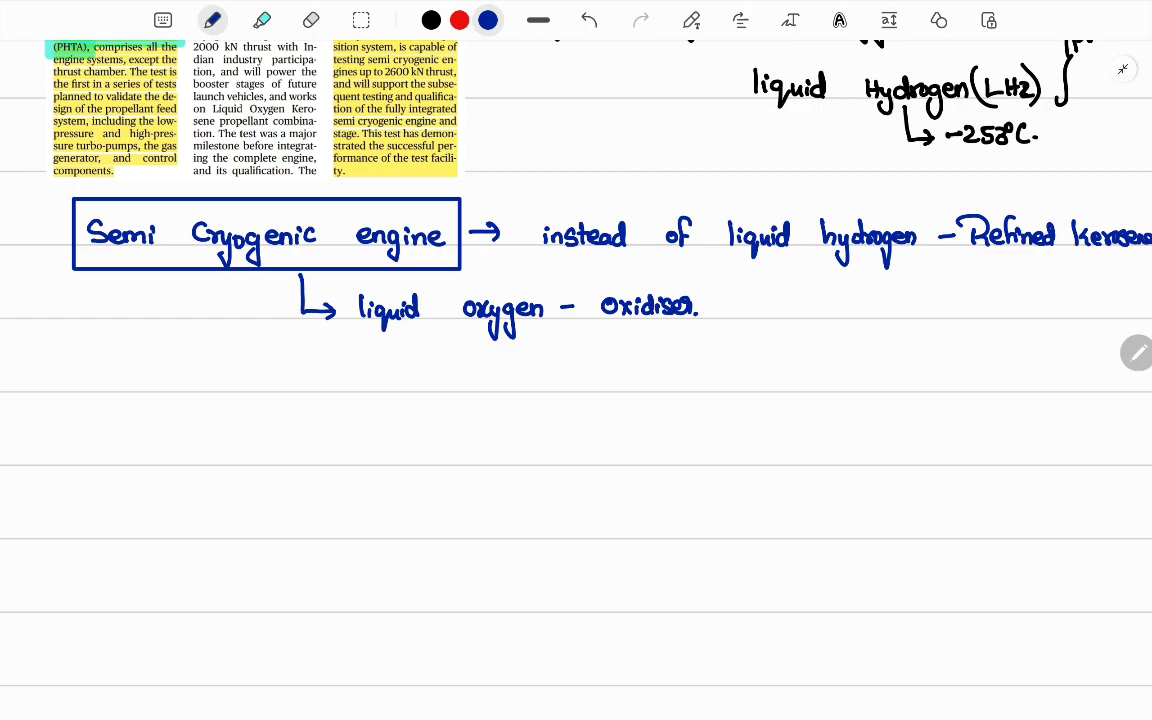 (PHTA), comprises all the
engine systems, except the
thrust chamber. The test is
the first in a series of tests
planned to validate the de-
sign of the propellant feed
system, including the low-
pressure and high-pres-
sure turbo-pumps, the gas
generator, and control
components.
2000 kN thrust with In-
dian industry participa-
tion, and will power the
booster stages of future
launch vehicles, and works
on Liquid Oxygen Kero-
sene propellant combina-
tion. The test was a major
milestone before integrat-
ing the complete engine,
and its qualification. The
sition system, is capable of
testing semi cryogenic en-
gines up to 2600 kN thrust,
and will support the subse-
quent testing and qualifica-
tion of the fully integrated
semi cryogenic engine and
stage. This test has demon-
strated the successful per-
formance of the test facili-
ty.
liquid Hydrogen (LH2)
→ -253°C.
Semi Cryogenic engine → instead of liquid hydrogen - Refined
→ liquid oxygen - oxidiser.